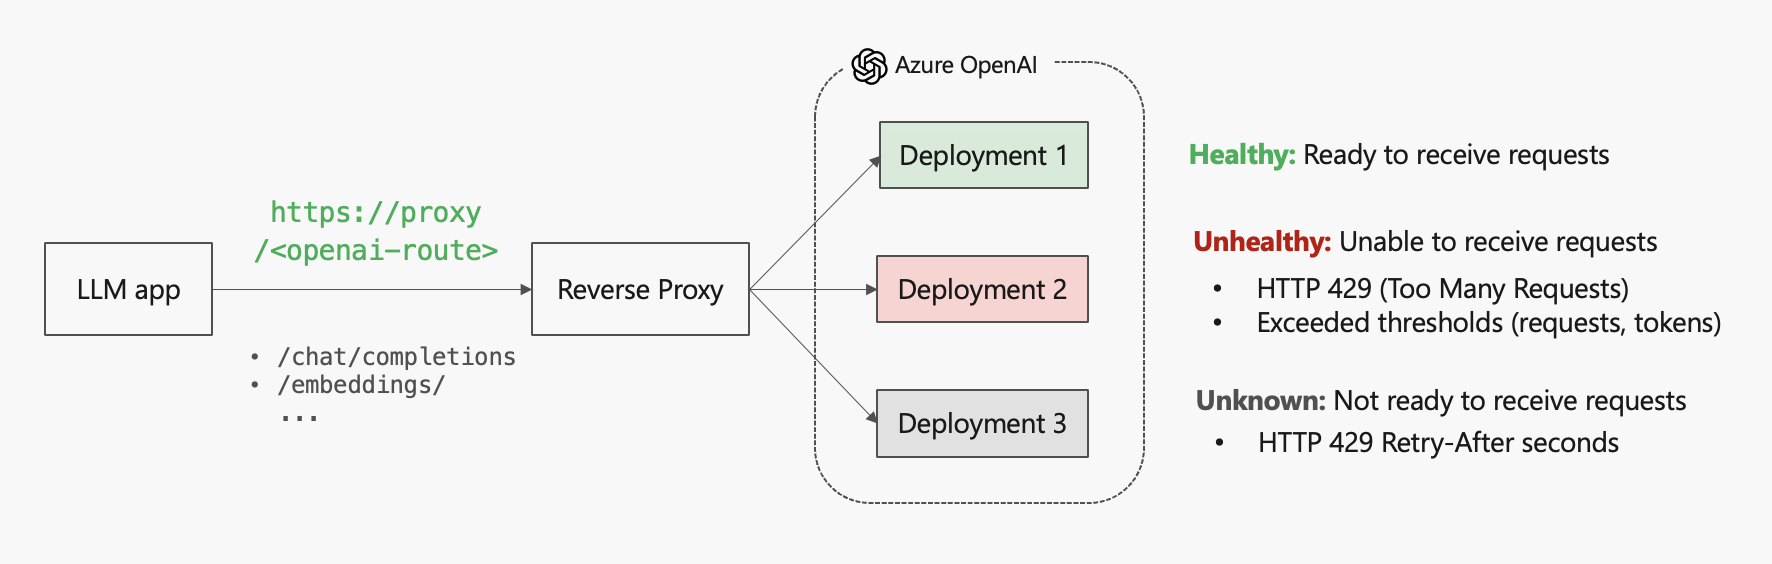 Azure OpenAI
Deployment 1
Healthy: Ready to receive requests
https://proxy
/<openai-route>
Unhealthy: Unable to receive requests
LLM app
Reverse Proxy
Deployment 2
• HTTP 429 (Too Many Requests)
• Exceeded thresholds (requests, tokens)
• /chat/completions
• /embeddings/
...
Unknown: Not ready to receive requests
Deployment 3
• HTTP 429 Retry-After seconds